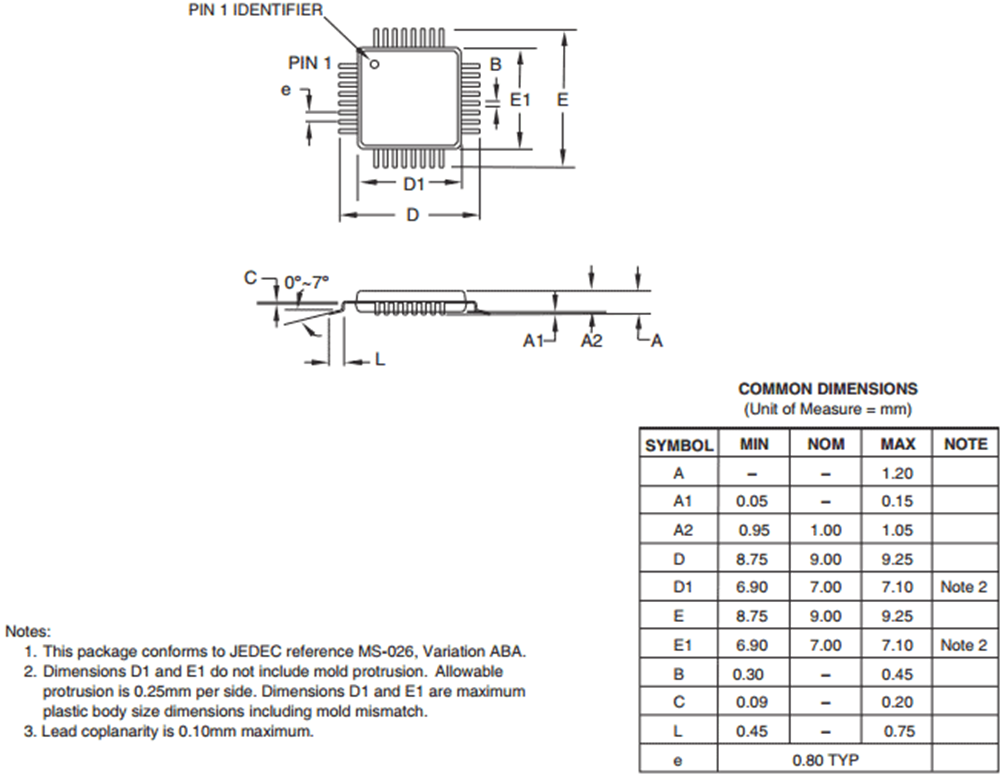 PIN 1 IDENTIFIER
PIN 1
B
e
E1
E
D1
D
C
0°~7°
A1
A2
A
L
COMMON DIMENSIONS
(Unit of Measure = mm)
SYMBOL MIN NOM MAX NOTE
A – – 1.20
A1 0.05 – 0.15
A2 0.95 1.00 1.05
D 8.75 9.00 9.25
D1 6.90 7.00 7.10 Note 2
E 8.75 9.00 9.25
E1 6.90 7.00 7.10 Note 2
B 0.30 – 0.45
C 0.09 – 0.20
L 0.45 – 0.75
e 0.80 TYP
Notes:
1. This package conforms to JEDEC reference MS-026, Variation ABA.
2. Dimensions D1 and E1 do not include mold protrusion. Allowable
protrusion is 0.25mm per side. Dimensions D1 and E1 are maximum
plastic body size dimensions including mold mismatch.
3. Lead coplanarity is 0.10mm maximum.